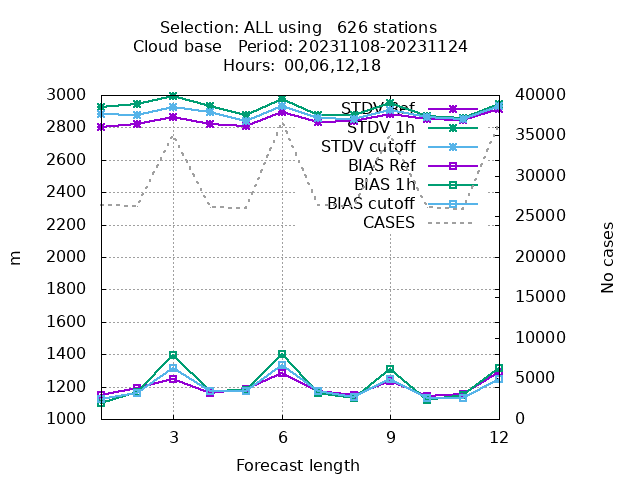 Selection: ALL using   626 stations
Cloud base   Period: 20231108-20231124
Hours: 00,06,12,18
3000
2800
2600
2400
2200
2000
1800
1600
1400
1200
1000
m
STDV Ref
STDV 1h
STDV cutoff
BIAS Ref
BIAS 1h
BIAS cutoff
CASES
40000
35000
30000
25000
20000
15000
10000
5000
0
No cases
3
6
9
12
Forecast length